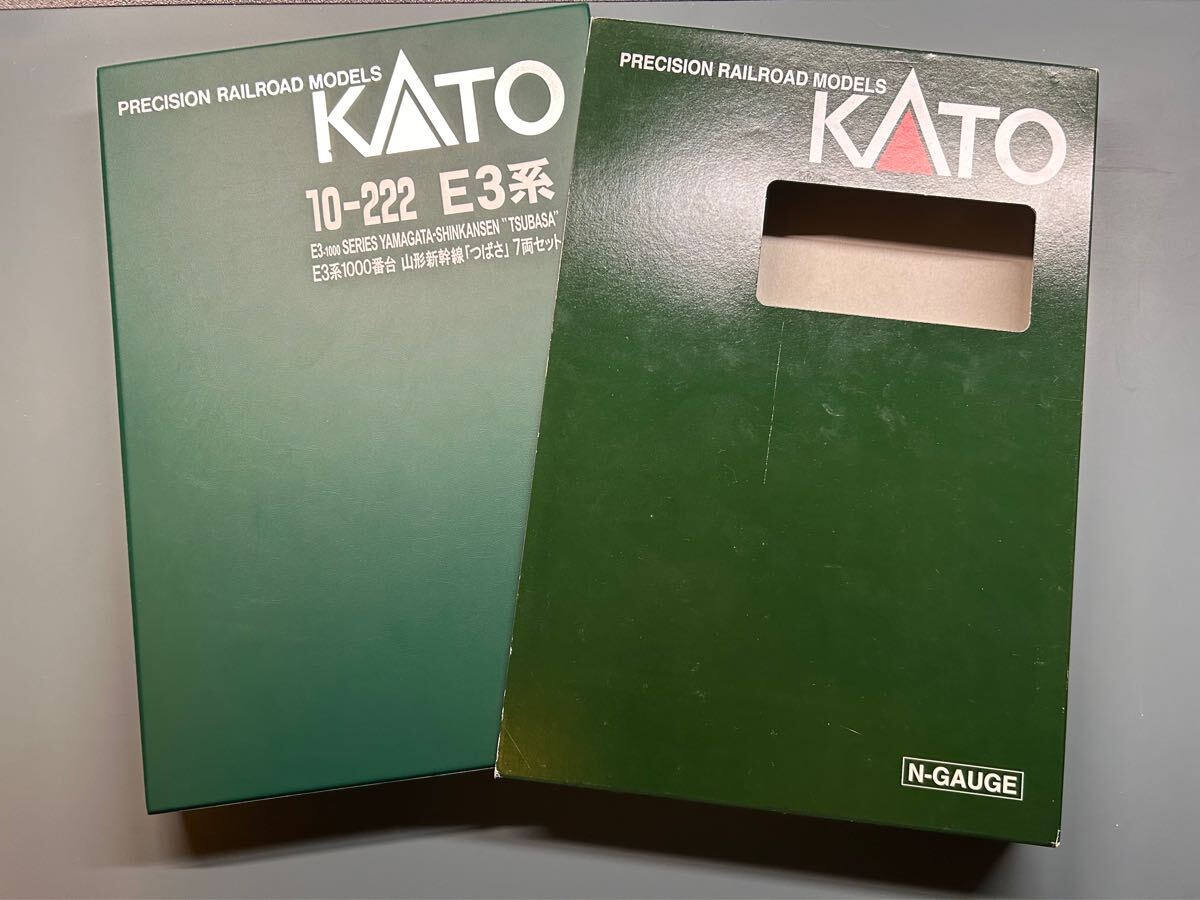 PRECISION RAILROAD MODELS
KATO
10-222 E3系
E3-1000 SERIES YAMAGATA-SHINKANSEN "TSUBASA"
E3系1000番台 山形新幹線「つばさ」7両セット
PRECISION RAILROAD MODELS
KATO
N-GAUGE